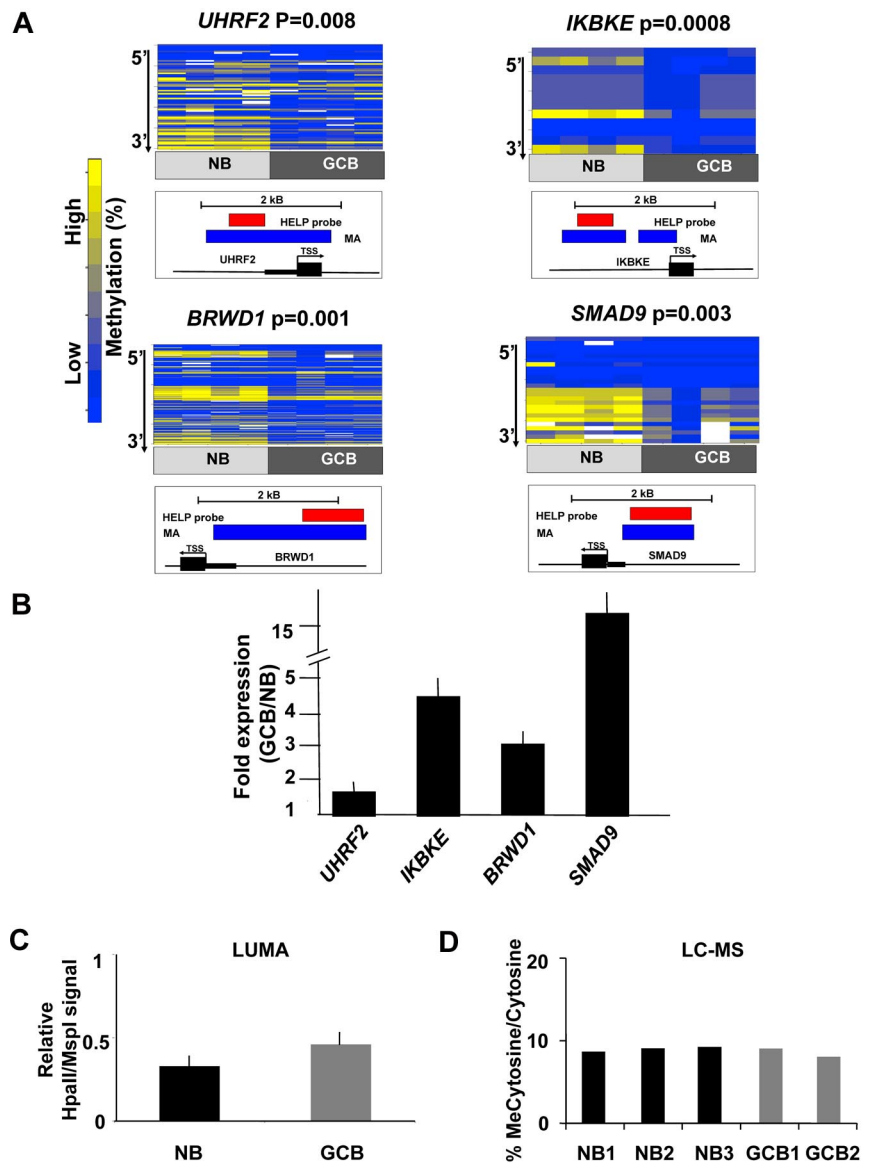 A
UHRF2 P=0.008
5'
3'
NB GCB
2 kB
HELP probe
MA
UHRF2
TSS
IKBKE p=0.0008
5'
3'
NB GCB
2 kB
HELP probe
MA
IKBKE
TSS
High
Low
Methylation (%)
BRWD1 p=0.001
5'
3'
NB GCB
2 kB
HELP probe
MA
TSS
BRWD1
SMAD9 p=0.003
5'
3'
NB GCB
2 kB
HELP probe
MA
TSS
SMAD9
B
Fold expression
(GCB/NB)
15
5
4
3
2
1
UHRF2
IKBKE
BRWD1
SMAD9
C
LUMA
Relative
HpaII/MspI signal
1
0.5
0
NB GCB
D
LC-MS
% MeCytosine/Cytosine
20
10
0
NB1 NB2 NB3 GCB1 GCB2